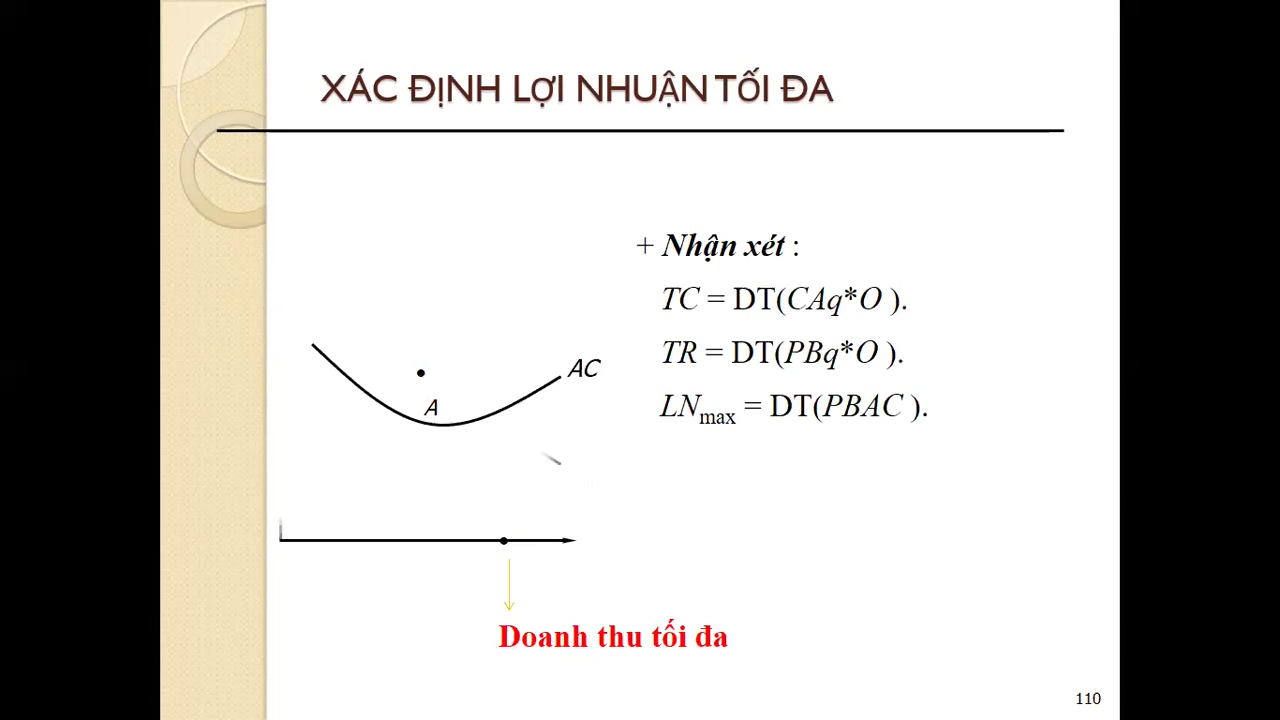 XÁC ĐỊNH LỢI NHUẬN TỐI ĐA
+ Nhận xét :
TC = DT(CAq*O ).
TR = DT(PBq*O ).
LNmax = DT(PBAC ).
AC
A
Doanh thu tối đa
110